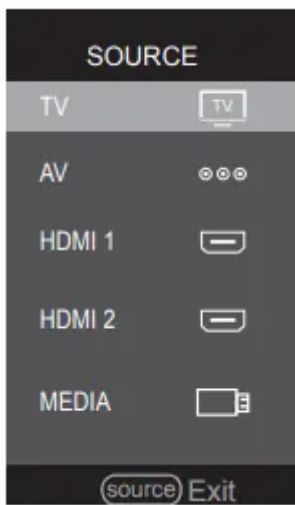 SOURCE
TV TV
AV
HDMI 1
HDMI 2
MEDIA
source Exit